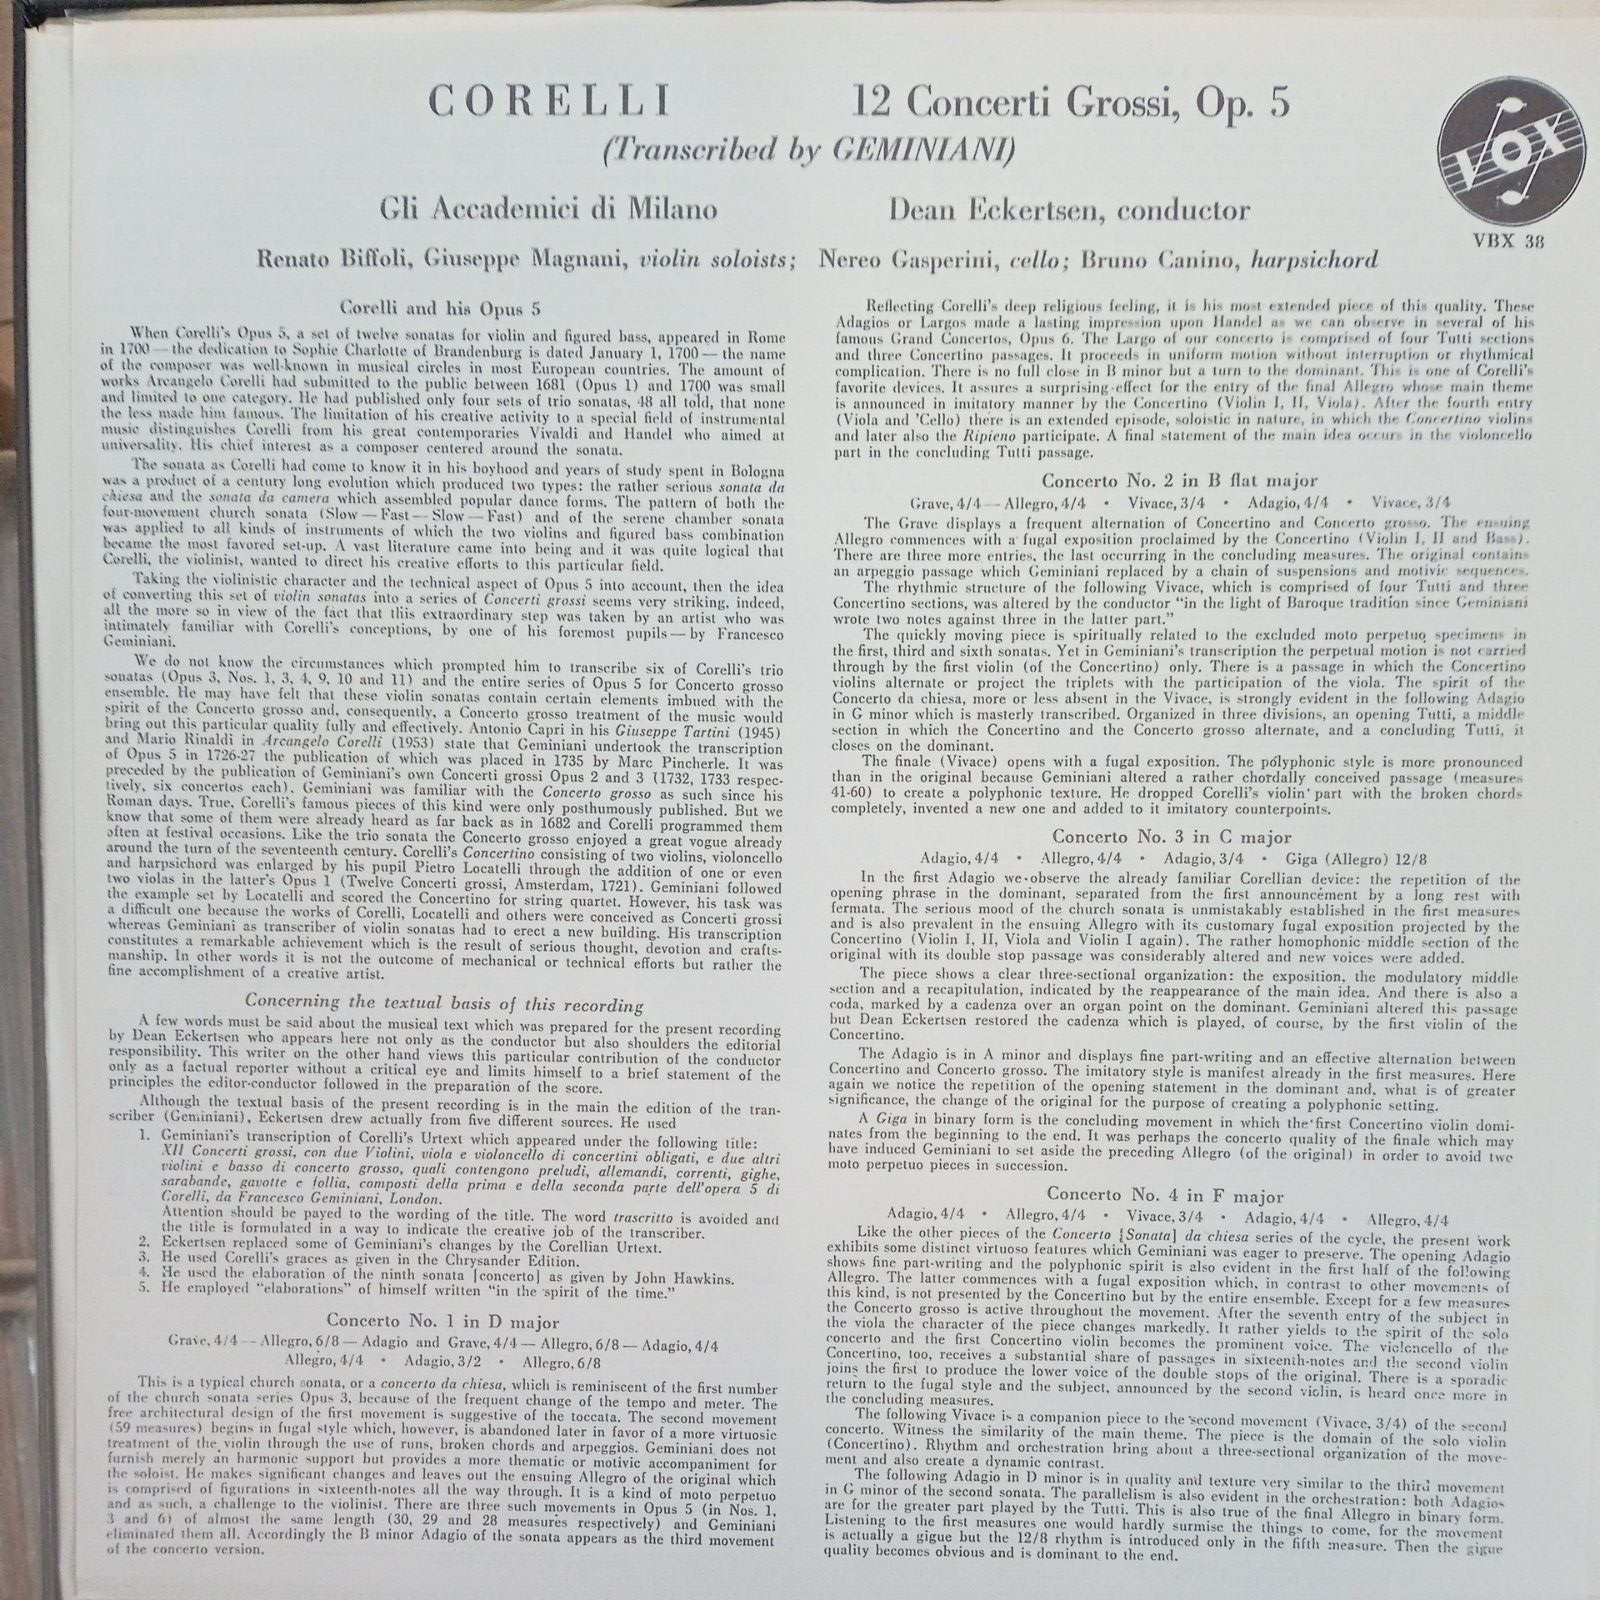 CORELLI 12 Concerti Grossi, Op. 5
(Transcribed by GEMINIANI)
VOX
VBX 38
Gli Accademici di Milano Dean Eckertsen, conductor
Renato Biffoli, Giuseppe Magnani, violin soloists; Nereo Gasperini, cello; Bruno Canino, harpsichord
Corelli and his Opus 5
When Corelli's Opus 5, a set of twelve sonatas for violin and figured bass, appeared in Rome
in 1700 — the dedication to Sophie Charlotte of Brandenburg is dated January 1, 1700 — the name
of the composer was well-known in musical circles in most European countries. The amount of
works Arcangelo Corelli had submitted to the public between 1681 (Opus 1) and 1700 was small
and limited to one category. He had published only four sets of trio sonatas, 48 all told, that none
the less made him famous. The limitation of his creative activity to a special field of instrumental
music distinguishes Corelli from his great contemporaries Vivaldi and Handel who aimed at
universality. His chief interest as a composer centered around the sonata.
The sonata as Corelli had come to know it in his boyhood and years of study spent in Bologna
was a product of a century long evolution which produced two types: the rather serious sonata da
chiesa and the sonata da camera which assembled popular dance forms. The pattern of both the
four-movement church sonata (Slow — Fast — Slow — Fast) and of the serene chamber sonata
was applied to all kinds of instruments of which the two violins and figured bass combination
became the most favored set-up. A vast literature came into being and it was quite logical that
Corelli, the violinist, wanted to direct his creative efforts to this particular field.
Taking the violinistic character and the technical aspect of Opus 5 into account, then the idea
of converting this set of violin sonatas into a series of Concerti grossi seems very striking, indeed,
all the more so in view of the fact that this extraordinary step was taken by an artist who was
intimately familiar with Corelli's conceptions, by one of his foremost pupils — by Francesco
Geminiani.
We do not know the circumstances which prompted him to transcribe six of Corelli's trio
sonatas (Opus 3, Nos. 1, 3, 4, 9, 10 and 11) and the entire series of Opus 5 for Concerto grosso
ensemble. He may have felt that these violin sonatas contain certain elements imbued with the
spirit of the Concerto grosso and, consequently, a Concerto grosso treatment of the music would
bring out this particular quality fully and effectively. Antonio Capri in his Giuseppe Tartini (1945)
and Mario Rinaldi in Arcangelo Corelli (1953) state that Geminiani undertook the transcription
of Opus 5 in 1726-27 the publication of which was placed in 1735 by Marc Pincherle. It was
preceded by the publication of Geminiani's own Concerti grossi Opus 2 and 3 (1732, 1733 respec-
tively, six concertos each). Geminiani was familiar with the Concerto grosso as such since his
Roman days. True, Corelli's famous pieces of this kind were only posthumously published. But we
know that some of them were already heard as far back as in 1682 and Corelli programmed them
often at festival occasions. Like the trio sonata the Concerto grosso enjoyed a great vogue already
around the turn of the seventeenth century. Corelli's Concertino consisting of two violins, violoncello
and harpsichord was enlarged by his pupil Pietro Locatelli through the addition of one or even
two violas in the latter's Opus 1 (Twelve Concerti grossi, Amsterdam, 1721). Geminiani followed
the example set by Locatelli and scored the Concertino for string quartet. However, his task was
a difficult one because the works of Corelli, Locatelli and others were conceived as Concerti grossi
whereas Geminiani as transcriber of violin sonatas had to erect a new building. His transcription
constitutes a remarkable achievement which is the result of serious thought, devotion and crafts-
manship. In other words it is not the outcome of mechanical or technical efforts but rather the
fine accomplishment of a creative artist.
Concerning the textual basis of this recording
A few words must be said about the musical text which was prepared for the present recording
by Dean Eckertsen who appears here not only as the conductor but also shoulders the editorial
responsibility. This writer on the other hand views this particular contribution of the conductor
only as a factual reporter without a critical eye and limits himself to a brief statement of the
principles the editor-conductor followed in the preparation of the score.
Although the textual basis of the present recording is in the main the edition of the tran-
scriber (Geminiani), Eckertsen drew actually from five different sources. He used
1. Geminiani's transcription of Corelli's Urtext which appeared under the following title:
XII Concerti grossi, con due Violini, viola e violoncello di concertini obligati, e due altri
violini e basso di concerto grosso, quali contengono preludi, allemandi, correnti, gighe,
sarabande, gavotte e follia, composti della prima e della seconda parte dell'opera 5 di
Corelli, da Francesco Geminiani, London.
Attention should be payed to the wording of the title. The word trascritto is avoided and
the title is formulated in a way to indicate the creative job of the transcriber.
2. Eckertsen replaced some of Geminiani's changes by the Corellian Urtext.
3. He used Corelli's graces as given in the Chrysander Edition.
4. He used the elaboration of the ninth sonata [concerto] as given by John Hawkins.
5. He employed "elaborations" of himself written "in the spirit of the time."
Concerto No. 1 in D major
Grave, 4/4 — Allegro, 6/8 — Adagio and Grave, 4/4 — Allegro, 6/8 — Adagio, 4/4
Allegro, 4/4 • Adagio, 3/2 • Allegro, 6/8
This is a typical church sonata, or a concerto da chiesa, which is reminiscent of the first number
of the church sonata series Opus 3, because of the frequent change of the tempo and meter. The
free architectural design of the first movement is suggestive of the toccata. The second movement
(59 measures) begins in fugal style which, however, is abandoned later in favor of a more virtuosic
treatment of the violin through the use of runs, broken chords and arpeggios. Geminiani does not
furnish merely an harmonic support but provides a more thematic or motivic accompaniment for
the soloist. He makes significant changes and leaves out the ensuing Allegro of the original which
is comprised of figurations in sixteenth-notes all the way through. It is a kind of moto perpetuo
and as such, a challenge to the violinist. There are three such movements in Opus 5 (in Nos. 1,
3 and 6) of almost the same length (30, 29 and 28 measures respectively) and Geminiani
eliminated them all. Accordingly the B minor Adagio of the sonata appears as the third movement
of the concerto version.
Reflecting Corelli's deep religious feeling, it is his most extended piece of this quality. These
Adagios or Largos made a lasting impression upon Handel as we can observe in several of his
famous Grand Concertos, Opus 6. The Largo of our concerto is comprised of four Tutti sections
and three Concertino passages. It proceeds in uniform motion without interruption or rhythmical
complication. There is no full close in B minor but a turn to the dominant. This is one of Corelli's
favorite devices. It assures a surprising effect for the entry of the final Allegro whose main theme
is announced in imitatory manner by the Concertino (Violin I, II, Viola). After the fourth entry
(Viola and 'Cello) there is an extended episode, soloistic in nature, in which the Concertino violins
and later also the Ripieno participate. A final statement of the main idea occurs in the violoncello
part in the concluding Tutti passage.
Concerto No. 2 in B flat major
Grave, 4/4 — Allegro, 4/4 • Vivace, 3/4 • Adagio, 4/4 • Vivace, 3/4
The Grave displays a frequent alternation of Concertino and Concerto grosso. The ensuing
Allegro commences with a fugal exposition proclaimed by the Concertino (Violin I, II and Bass).
There are three more entries, the last occurring in the concluding measures. The original contains
an arpeggio passage which Geminiani replaced by a chain of suspensions and motivic sequences.
The rhythmic structure of the following Vivace, which is comprised of four Tutti and three
Concertino sections, was altered by the conductor "in the light of Baroque tradition since Geminiani
wrote two notes against three in the latter part."
The quickly moving piece is spiritually related to the excluded moto perpetuo specimens in
the first, third and sixth sonatas. Yet in Geminiani's transcription the perpetual motion is not carried
through by the first violin (of the Concertino) only. There is a passage in which the Concertino
violins alternate or project the triplets with the participation of the viola. The spirit of the
Concerto da chiesa, more or less absent in the Vivace, is strongly evident in the following Adagio
in G minor which is masterly transcribed. Organized in three divisions, an opening Tutti, a middle
section in which the Concertino and the Concerto grosso alternate, and a concluding Tutti, it
closes on the dominant.
The finale (Vivace) opens with a fugal exposition. The polyphonic style is more pronounced
than in the original because Geminiani altered a rather chordally conceived passage (measures
41-60) to create a polyphonic texture. He dropped Corelli's violin part with the broken chords
completely, invented a new one and added to it imitatory counterpoints.
Concerto No. 3 in C major
Adagio, 4/4 • Allegro, 4/4 • Adagio, 3/4 • Giga (Allegro) 12/8
In the first Adagio we observe the already familiar Corellian device: the repetition of the
opening phrase in the dominant, separated from the first announcement by a long rest with
fermata. The serious mood of the church sonata is unmistakably established in the first measures
and is also prevalent in the ensuing Allegro with its customary fugal exposition projected by the
Concertino (Violin I, II, Viola and Violin I again). The rather homophonic middle section of the
original with its double stop passage was considerably altered and new voices were added.
The piece shows a clear three-sectional organization: the exposition, the modulatory middle
section and a recapitulation, indicated by the reappearance of the main idea. And there is also a
coda, marked by a cadenza over an organ point on the dominant. Geminiani altered this passage
but Dean Eckertsen restored the cadenza which is played, of course, by the first violin of the
Concertino.
The Adagio is in A minor and displays fine part-writing and an effective alternation between
Concertino and Concerto grosso. The imitatory style is manifest already in the first measures. Here
again we notice the repetition of the opening statement in the dominant and, what is of greater
significance, the change of the original for the purpose of creating a polyphonic setting.
A Giga in binary form is the concluding movement in which the first Concertino violin domi-
nates from the beginning to the end. It was perhaps the concerto quality of the finale which may
have induced Geminiani to set aside the preceding Allegro (of the original) in order to avoid two
moto perpetuo pieces in succession.
Concerto No. 4 in F major
Adagio, 4/4 • Allegro, 4/4 • Vivace, 3/4 • Adagio, 4/4 • Allegro, 4/4
Like the other pieces of the Concerto [Sonata] da chiesa series of the cycle, the present work
exhibits some distinct virtuoso features which Geminiani was eager to preserve. The opening Adagio
shows fine part-writing and the polyphonic spirit is also evident in the first half of the following
Allegro. The latter commences with a fugal exposition which, in contrast to other movements of
this kind, is not presented by the Concertino but by the entire ensemble. Except for a few measures
the Concerto grosso is active throughout the movement. After the seventh entry of the subject in
the viola the character of the piece changes markedly. It rather yields to the spirit of the solo
concerto and the first Concertino violin becomes the prominent voice. The violoncello of the
Concertino, too, receives a substantial share of passages in sixteenth-notes and the second violin
joins the first to produce the lower voice of the double stops of the original. There is a sporadic
return to the fugal style and the subject, announced by the second violin, is heard once more in
the concluding measures.
The following Vivace is a companion piece to the second movement (Vivace, 3/4) of the second
concerto. Witness the similarity of the main theme. The piece is the domain of the solo violin
(Concertino). Rhythm and orchestration bring about a three-sectional organization of the move-
ment and also create a dynamic contrast.
The following Adagio in D minor is in quality and texture very similar to the third movement
in G minor of the second sonata. The parallelism is also evident in the orchestration: both Adagios
are for the greater part played by the Tutti. This is also true of the final Allegro in binary form.
Listening to the first measures one would hardly surmise the things to come, for the movement
is actually a gigue but the 12/8 rhythm is introduced only in the fifth measure. Then the gigue
quality becomes obvious and is dominant to the end.